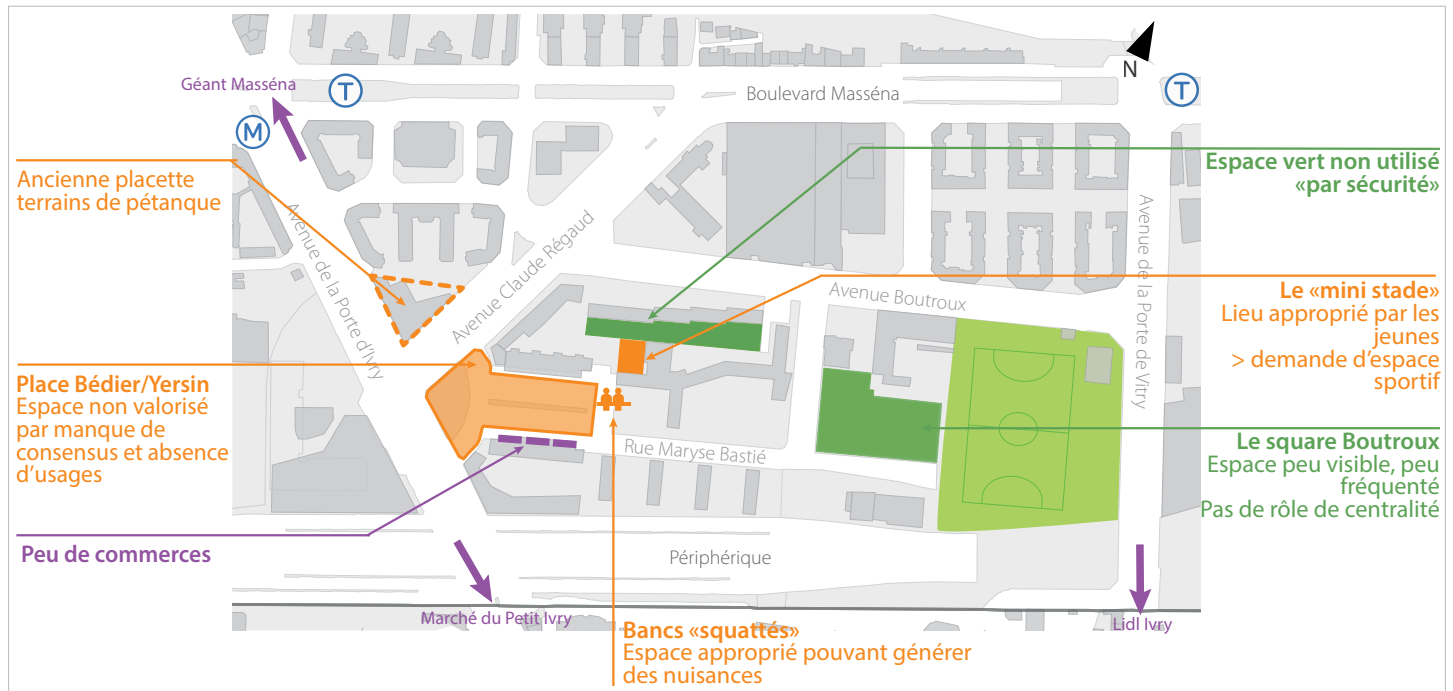 Géant Masséna
T
M
Boulevard Masséna
N
T
Ancienne placette
terrains de pétanque
Espace vert non utilisé
«par sécurité»
Avenue de la Porte d'Ivry
Avenue Claude Régaud
Avenue Boutroux
Avenue de la Porte de Vitry
Le «mini stade»
Lieu approprié par les
jeunes
> demande d'espace
sportif
Place Bédier/Yersin
Espace non valorisé
par manque de
consensus et absence
d'usages
Rue Maryse Bastié
Le square Boutroux
Espace peu visible, peu
fréquenté
Pas de rôle de centralité
Peu de commerces
Périphérique
Marché du Petit Ivry
Lidl Ivry
Bancs «squattés»
Espace approprié pouvant générer
des nuisances